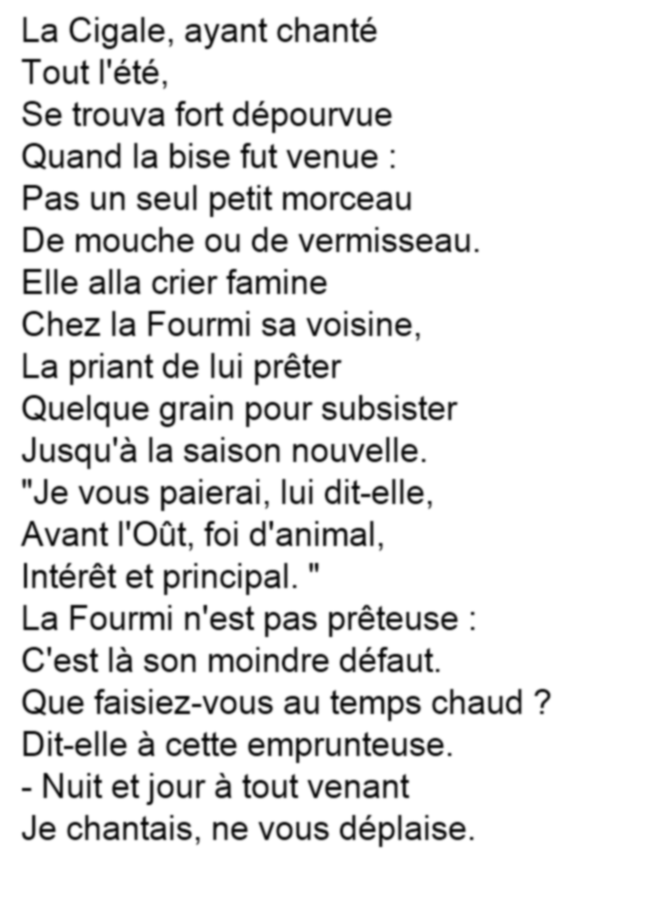 La Cigale, ayant chanté
Tout l'été,
Se trouva fort dépourvue
Quand la bise fut venue :
Pas un seul petit morceau
De mouche ou de vermisseau.
Elle alla crier famine
Chez la Fourmi sa voisine,
La priant de lui prêter
Quelque grain pour subsister
Jusqu'à la saison nouvelle.
"Je vous paierai, lui dit-elle,
Avant l'Oût, foi d'animal,
Intérêt et principal. "
La Fourmi n'est pas prêteuse :
C'est là son moindre défaut.
Que faisiez-vous au temps chaud ?
Dit-elle à cette emprunteuse.
- Nuit et jour à tout venant
Je chantais, ne vous déplaise.